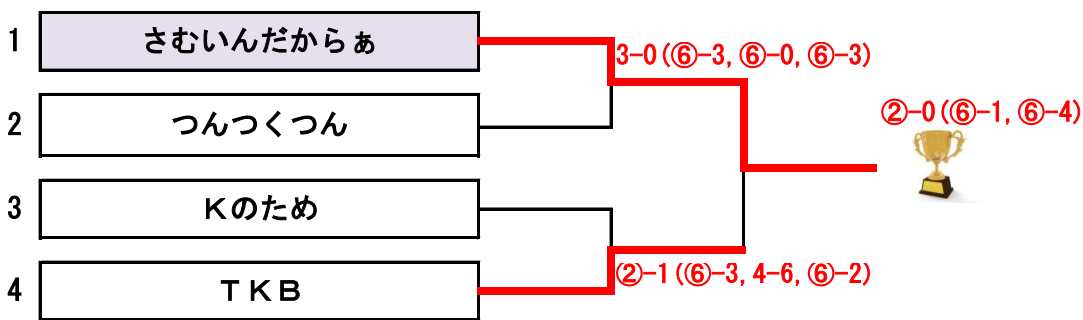 1 さむいんだからぁ
3-0(⑥-3, ⑥-0, ⑥-3)
②-0(⑥-1, ⑥-4)
2 つんつくつん
3 Kのため
②-1(⑥-3, 4-6, ⑥-2)
4 TKB